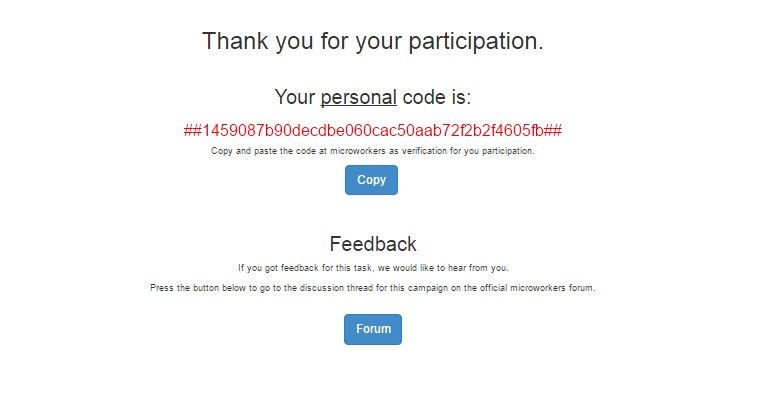 Thank you for your participation.
Your personal code is:
##1459087b90decdbe060cac50aab72f2b2f4605fb##
Copy and paste the code at microworkers as verification for you participation.
Copy
Feedback
If you got feedback for this task, we would like to hear from you.
Press the button below to go to the discussion thread for this campaign on the official microworkers forum.
Forum